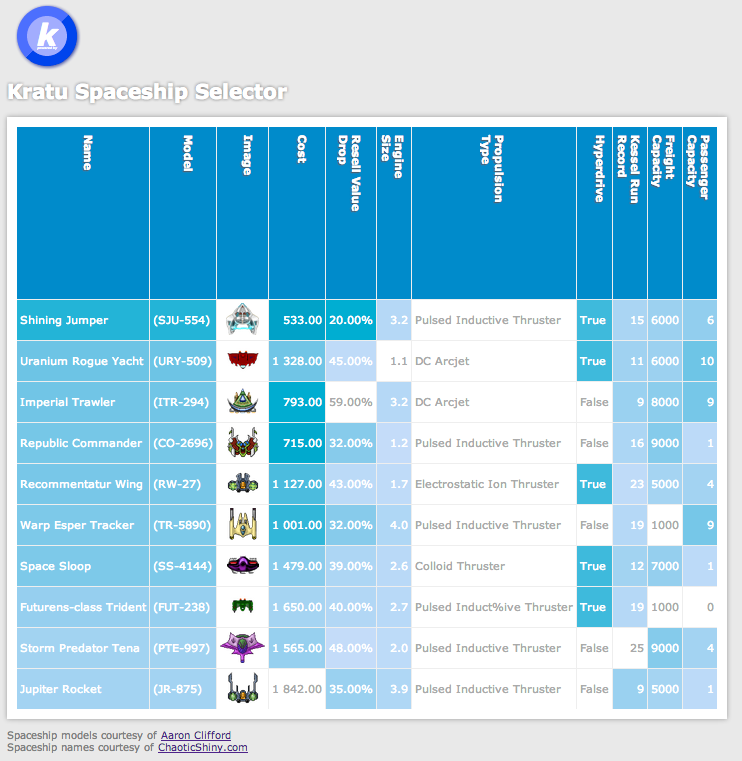 k
Kratu Spaceship Selector
Name Model Image Cost Resell Value Drop Engine Size Propulsion Type Hyperdrive Kessel Run Record Freight Capacity Passenger Capacity
Shining Jumper (SJU-554) 533.00 20.00% 3.2 Pulsed Inductive Thruster True 15 6000 6
Uranium Rogue Yacht (URY-509) 1 328.00 45.00% 1.1 DC Arcjet True 11 6000 10
Imperial Trawler (ITR-294) 793.00 59.00% 3.2 DC Arcjet False 9 8000 9
Republic Commander (CO-2696) 715.00 32.00% 1.2 Pulsed Inductive Thruster False 16 9000 1
Recommentatur Wing (RW-27) 1 127.00 43.00% 1.7 Electrostatic Ion Thruster True 23 5000 4
Warp Esper Tracker (TR-5890) 1 001.00 32.00% 4.0 Pulsed Inductive Thruster False 19 1000 9
Space Sloop (SS-4144) 1 479.00 39.00% 2.6 Colloid Thruster True 12 7000 1
Futurens-class Trident (FUT-238) 1 650.00 40.00% 2.7 Pulsed Induct%ive Thruster True 19 1000 0
Storm Predator Tena (PTE-997) 1 565.00 48.00% 2.0 Pulsed Inductive Thruster False 25 9000 4
Jupiter Rocket (JR-875) 1 842.00 35.00% 3.9 Pulsed Inductive Thruster False 9 5000 1
Spaceship models courtesy of Aaron Clifford
Spaceship names courtesy of ChaoticShiny.com